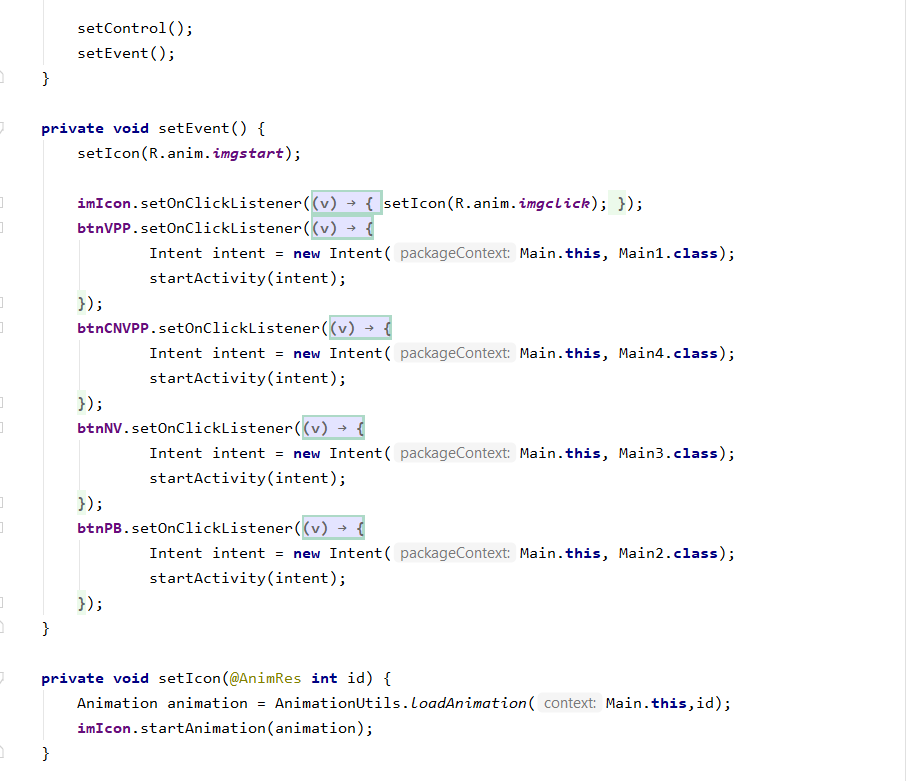 setControl();
setEvent();
}
private void setEvent() {
setIcon(R.anim.imgstart);
imIcon.setOnClickListener((v) → { setIcon(R.anim.imgclick); });
btnVPP.setOnClickListener((v) → {
Intent intent = new Intent( packageContext: Main.this, Main1.class);
startActivity(intent);
});
btnCNVPP.setOnClickListener((v) → {
Intent intent = new Intent( packageContext: Main.this, Main4.class);
startActivity(intent);
});
btnNV.setOnClickListener((v) → {
Intent intent = new Intent( packageContext: Main.this, Main3.class);
startActivity(intent);
});
btnPB.setOnClickListener((v) → {
Intent intent = new Intent( packageContext: Main.this, Main2.class);
startActivity(intent);
});
}
private void setIcon(@AnimRes int id) {
Animation animation = AnimationUtils.loadAnimation( context: Main.this,id);
imIcon.startAnimation(animation);
}